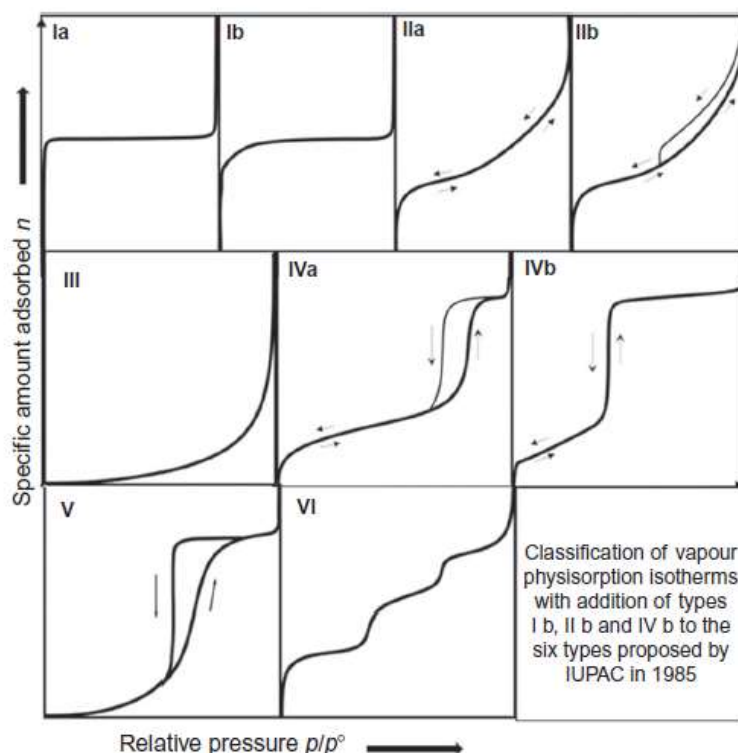 Ia
Ib
IIa
IIb
III
IVa
IVb
V
VI
Classification of vapour
physisorption isotherms
with addition of types
I b, II b and IV b to the
six types proposed by
IUPAC in 1985
Specific amount adsorbed n
Relative pressure p/p°